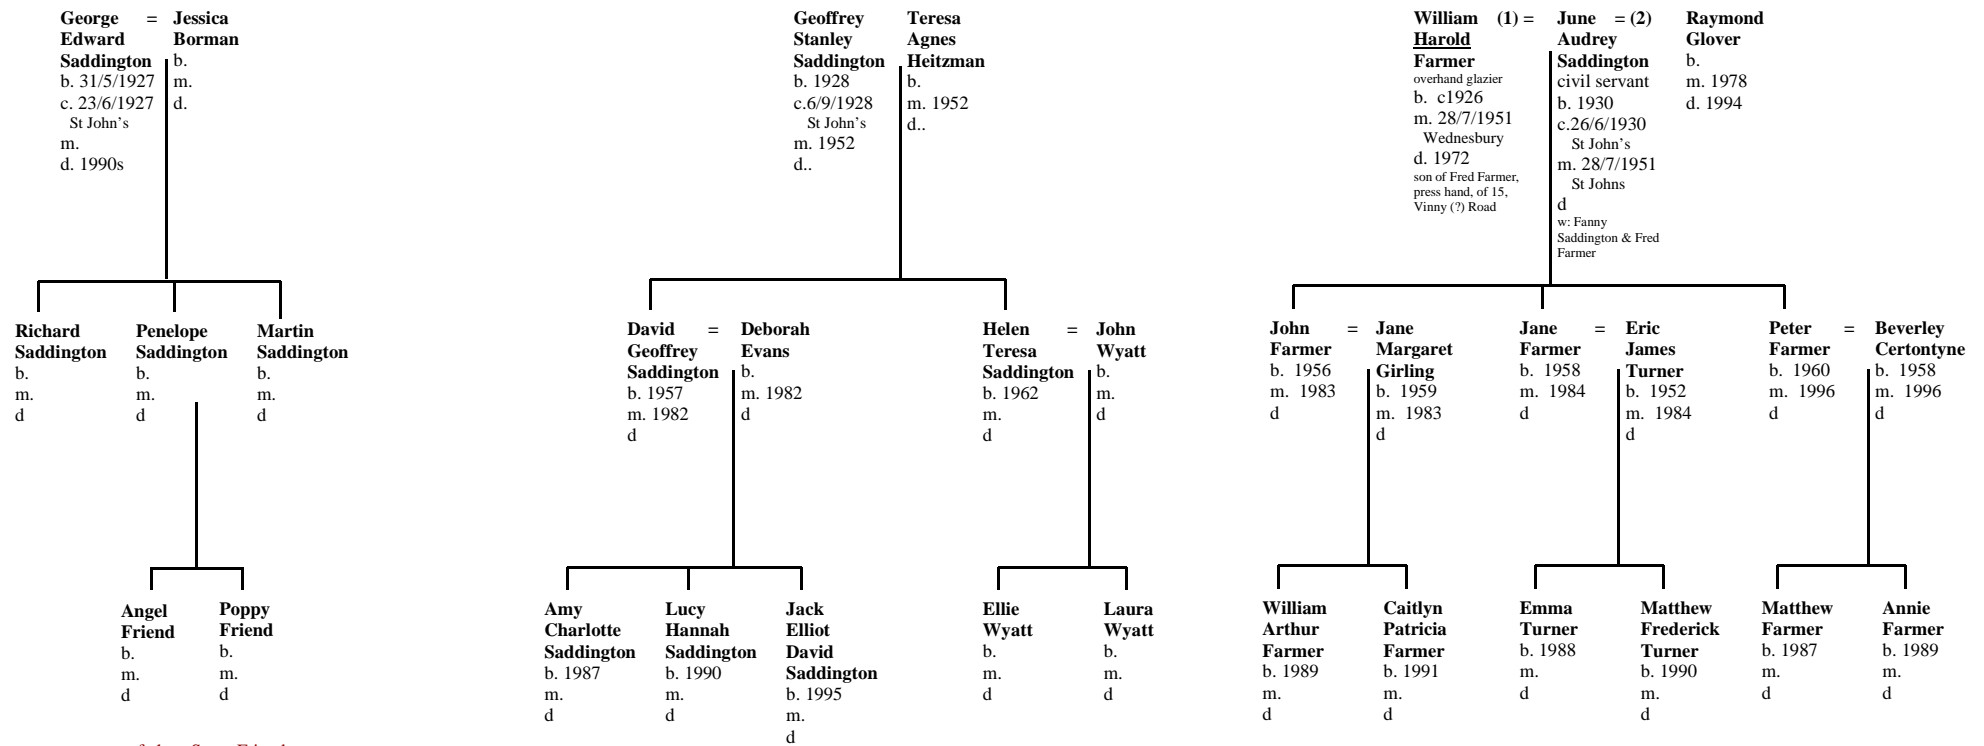 George = Jessica
Edward Borman
Saddington b.
b. 31/5/1927 m.
c. 23/6/1927 d.
St John's
m.
d. 1990s
Geoffrey Teresa
Stanley Agnes
Saddington Heitzman
b. 1928 b.
c.6/9/1928 m. 1952
St John's d..
m. 1952
d..
William (1) = June = (2) Raymond
Harold Audrey Glover
Farmer Saddington b.
overhand glazier civil servant m. 1978
b. c1926 b. 1930 d. 1994
m. 28/7/1951 c.26/6/1930
Wednesbury St John's
d. 1972 m. 28/7/1951
son of Fred Farmer, St Johns
press hand, of 15, d
Vinny (?) Road w: Fanny
Saddington & Fred
Farmer
Richard
Saddington
b.
m.
d
Penelope
Saddington
b.
m.
d
Martin
Saddington
b.
m.
d
David = Deborah
Geoffrey Evans
Saddington b.
b. 1957 m. 1982
m. 1982 d
d
Helen = John
Teresa Wyatt
Saddington b.
b. 1962 m.
m. d
d
John = Jane
Farmer Margaret
b. 1956 Girling
m. 1983 b. 1959
d m. 1983
d
Jane = Eric
Farmer James
b. 1958 Turner
m. 1984 b. 1952
d m. 1984
d
Peter = Beverley
Farmer Certontyne
b. 1960 b. 1958
m. 1996 m. 1996
d d
Angel
Friend
b.
m.
d
Poppy
Friend
b.
m.
d
Amy
Charlotte
Saddington
b. 1987
m.
d
Lucy
Hannah
Saddington
b. 1990
m.
d
Jack
Elliot
David
Saddington
b. 1995
m.
d
Ellie
Wyatt
b.
m.
d
Laura
Wyatt
b.
m.
d
William
Arthur
Farmer
b. 1989
m.
d
Caitlyn
Patricia
Farmer
b. 1991
m.
d
Emma
Turner
b. 1988
m.
d
Matthew
Frederick
Turner
b. 1990
m.
d
Matthew
Farmer
b. 1987
m.
d
Annie
Farmer
b. 1989
m.
d